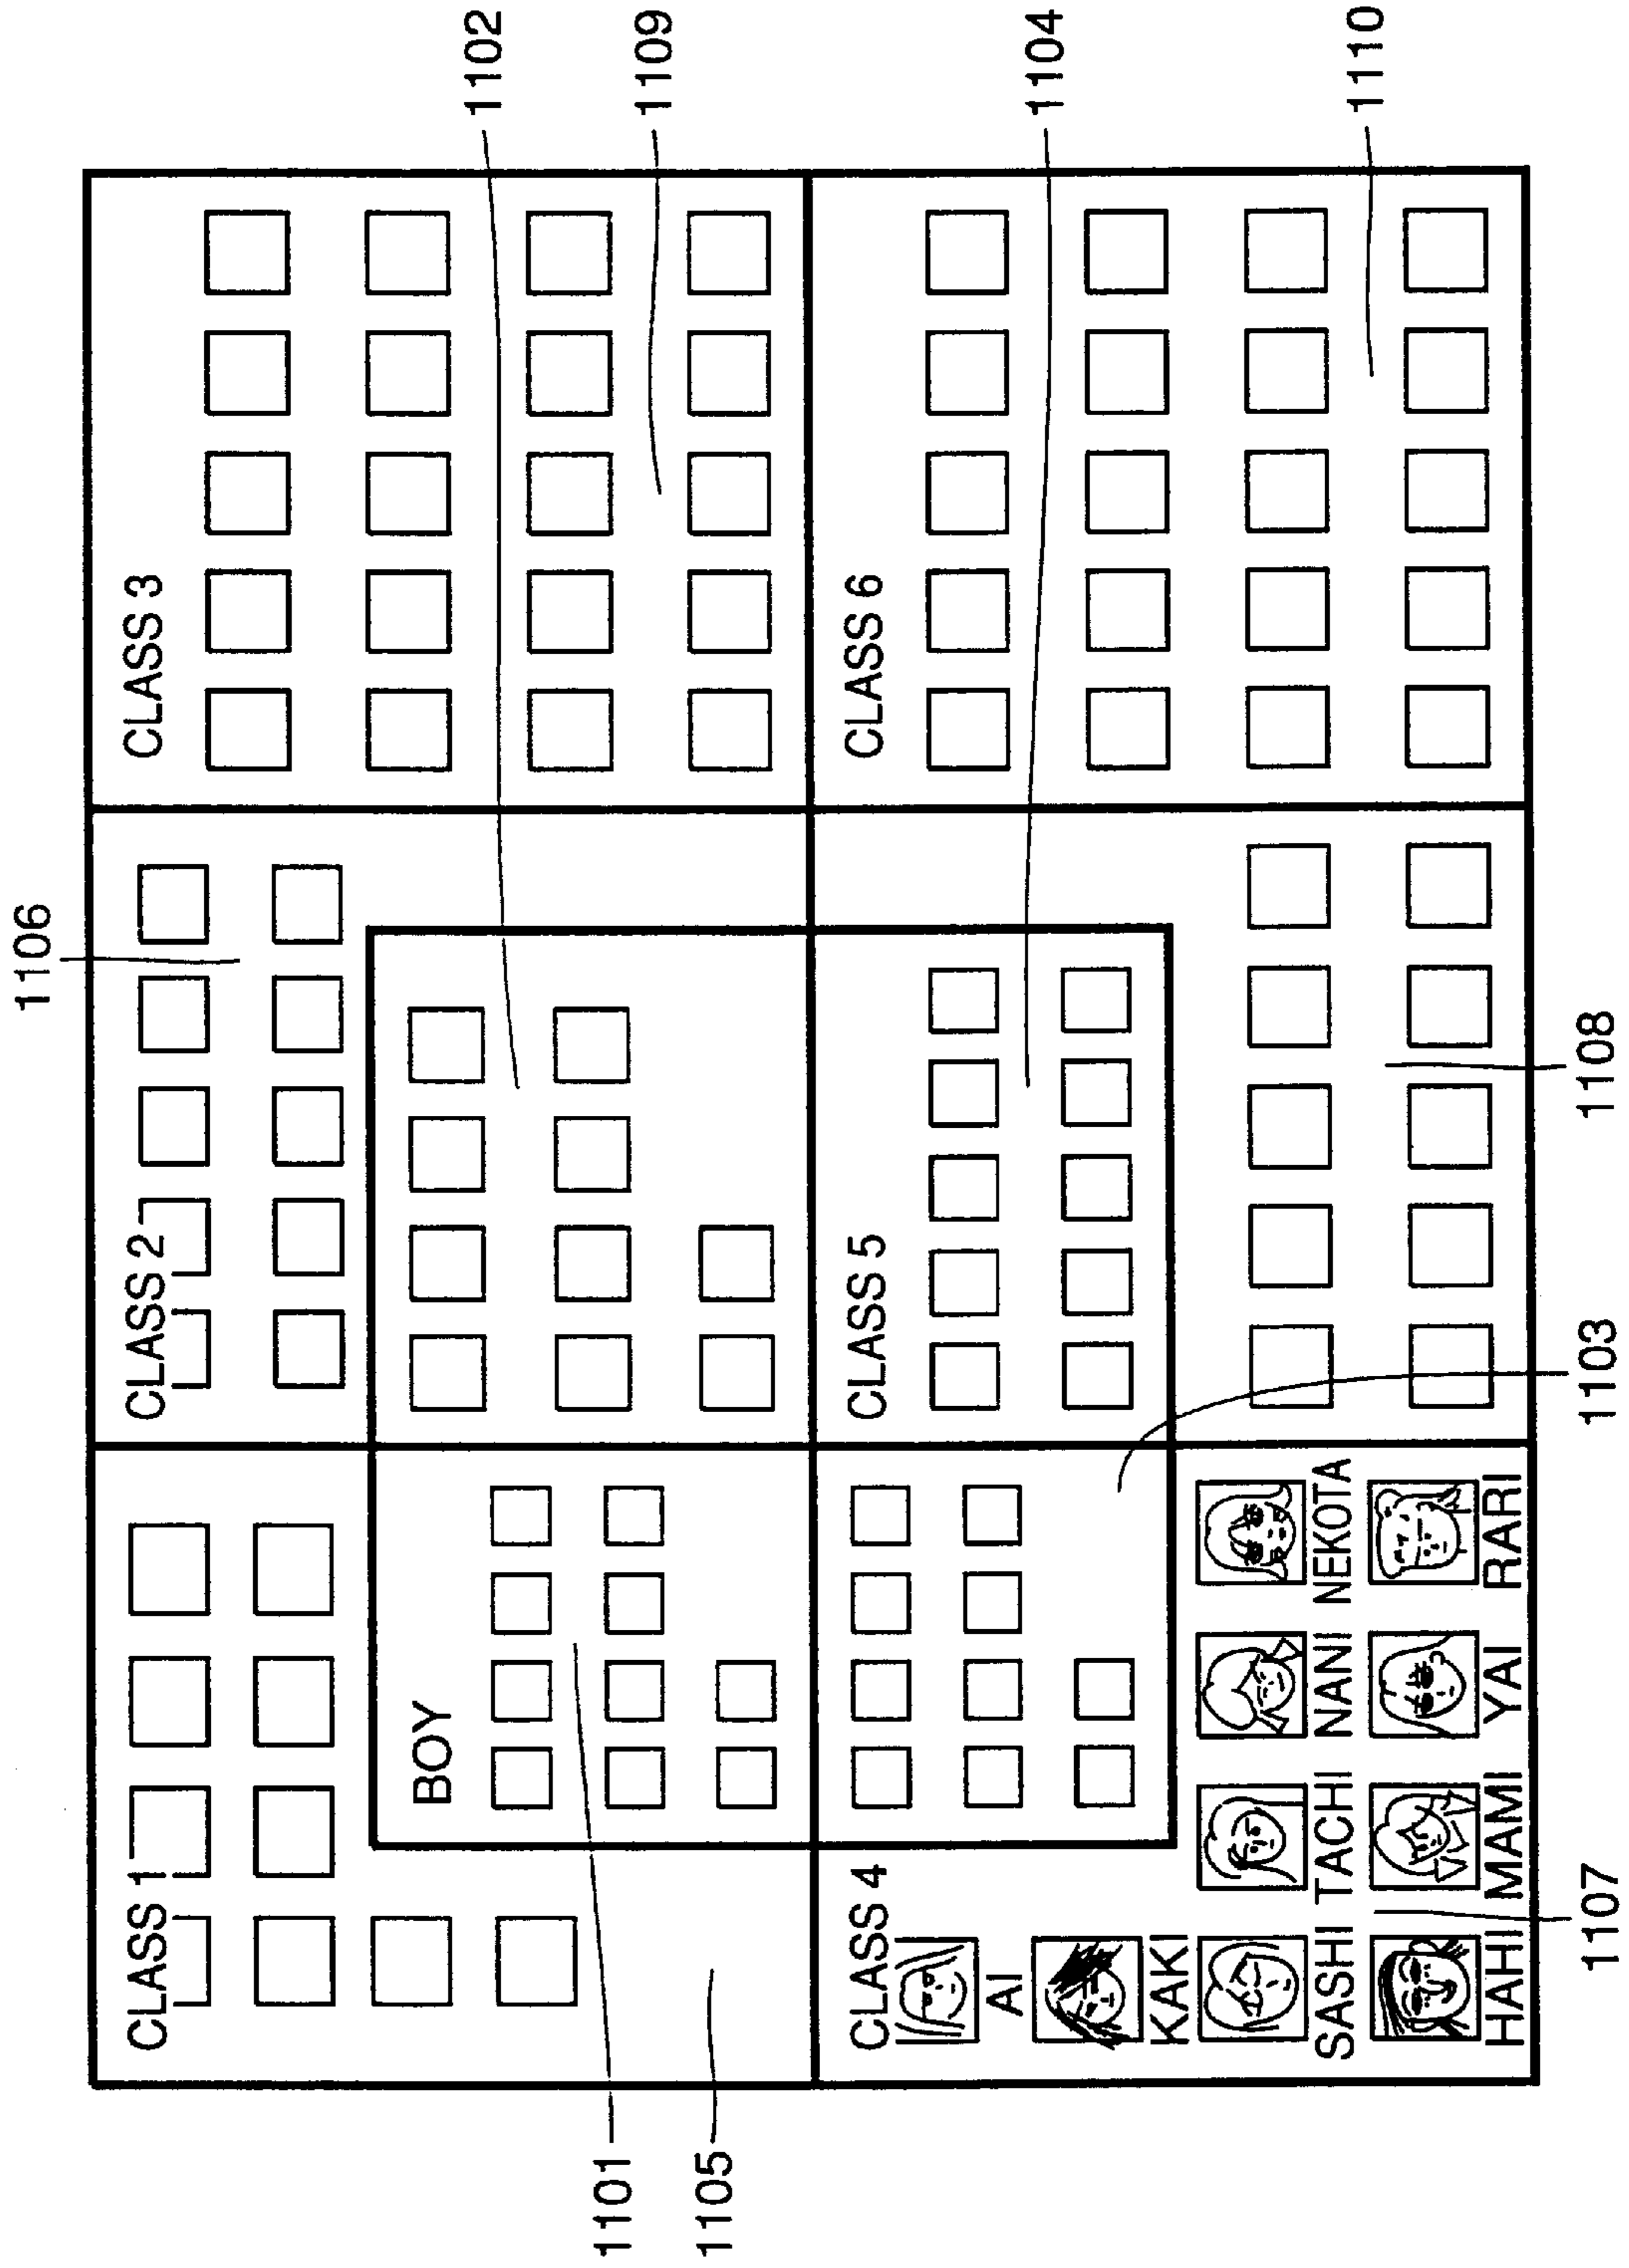 1106
CLASS 1
CLASS 2
CLASS 3
1102
1109
BOY
1101
1105
CLASS 4
CLASS 5
CLASS 6
1104
1110
AI
KAKI
SASHI TACHI NANI NEKOTA
HAHI MAMI YAI RARI
1107
1103
1108